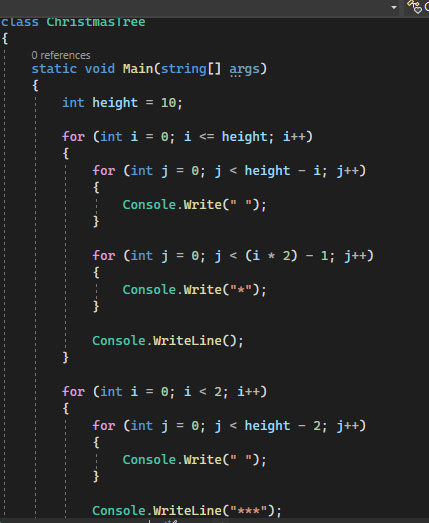 class ChristmasTree
{
0 references
static void Main(string[] args)
{
int height = 10;
for (int i = 0; i <= height; i++)
{
for (int j = 0; j < height - i; j++)
{
Console.Write(" ");
}
for (int j = 0; j < (i * 2) - 1; j++)
{
Console.Write("*");
}
Console.WriteLine();
}
for (int i = 0; i < 2; i++)
{
for (int j = 0; j < height - 2; j++)
{
Console.Write(" ");
}
Console.WriteLine("***");